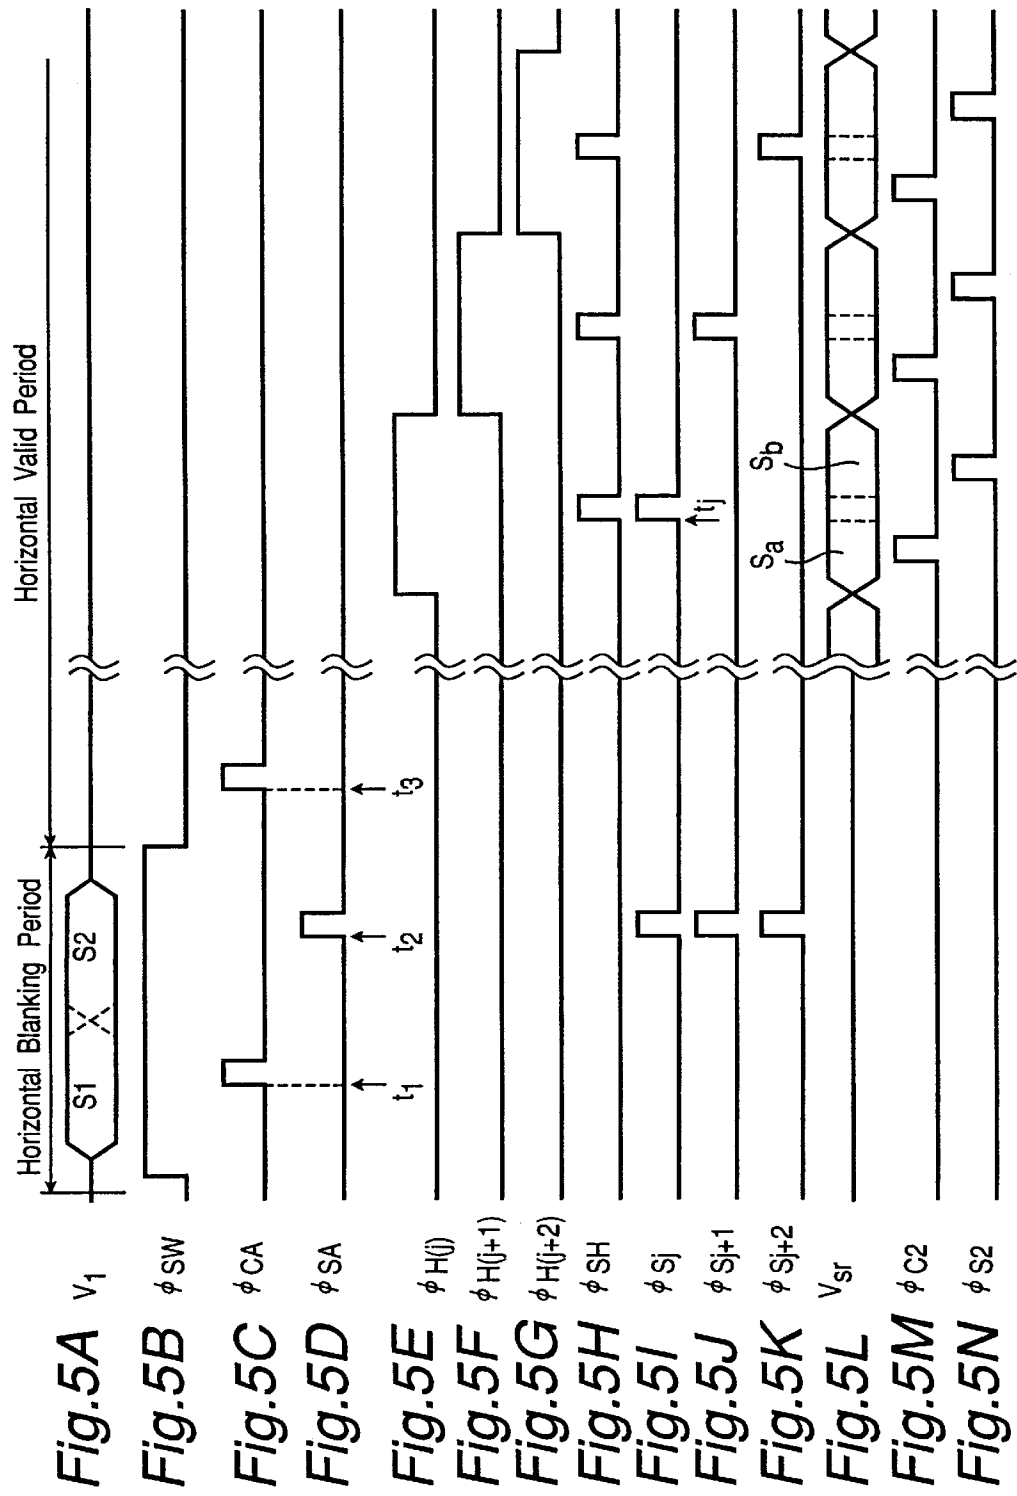 Horizontal Blanking Period
Horizontal Valid Period
Fig.5A V1
S1 S2
Fig.5B ϕSW
Fig.5C ϕCA
Fig.5D ϕSA
t1 t2 t3
Fig.5E ϕH(j)
Fig.5F ϕH(j+1)
Fig.5G ϕH(j+2)
Fig.5H ϕSH
Fig.5I ϕSj
tj
Fig.5J ϕSj+1
Fig.5K ϕSj+2
Sa Sb
Fig.5L Vsr
Fig.5M ϕC2
Fig.5N ϕS2